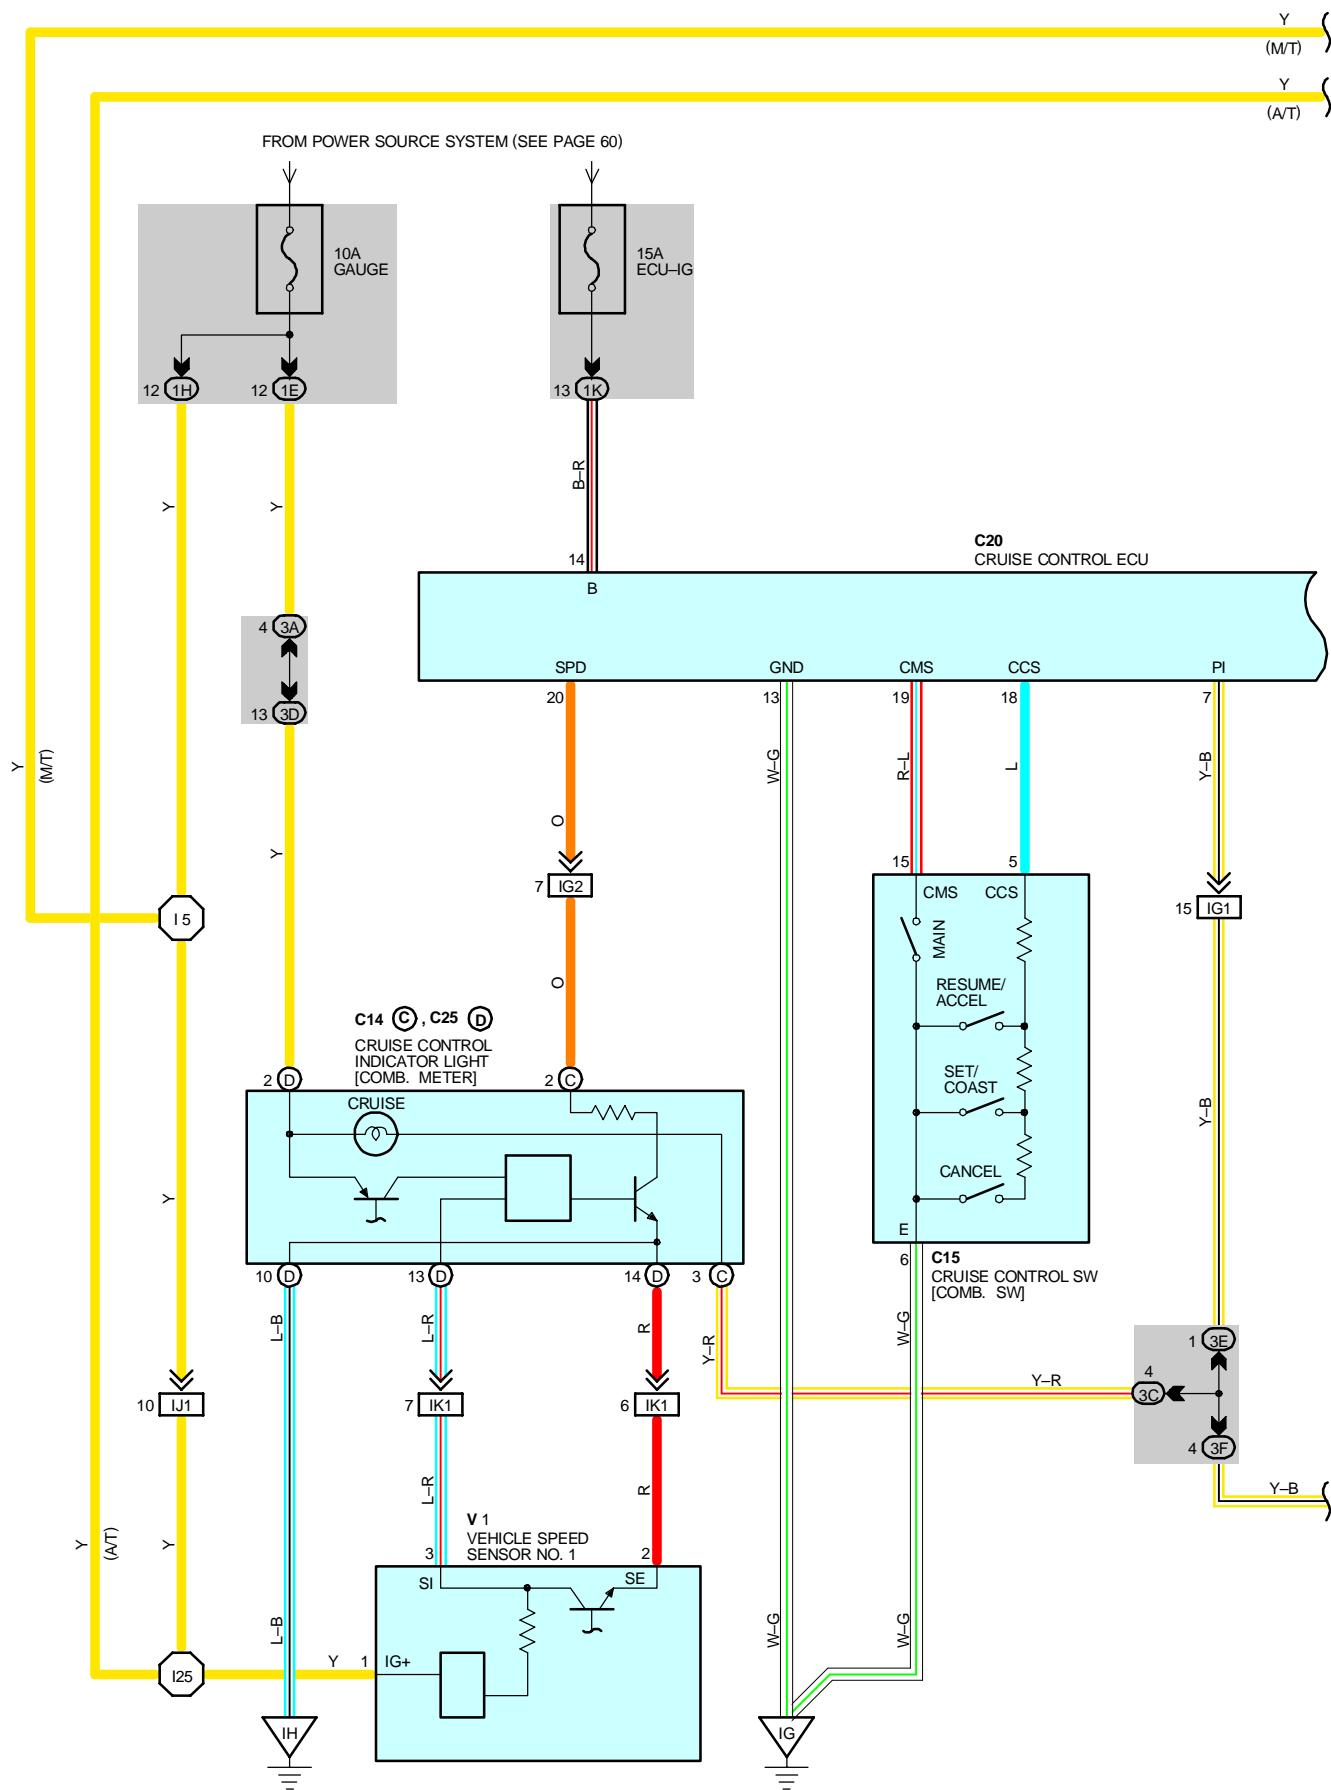 Y
(M/T)
Y
(A/T)
FROM POWER SOURCE SYSTEM (SEE PAGE 60)
10A
GAUGE
15A
ECU–IG
12 1H
12 1E
13 1K
Y
Y
B–R
14
C20
CRUISE CONTROL ECU
B
SPD
GND
CMS
CCS
PI
4 3A
13 3D
20
13
19
18
7
Y
(M/T)
W–G
R–L
L
Y–B
O
Y
15
5
7 IG2
CMS
CCS
15 IG1
I 5
MAIN
O
RESUME/
ACCEL
C14 C , C25 D
CRUISE CONTROL
INDICATOR LIGHT
[COMB. METER]
SET/
COAST
2 D
2 C
CRUISE
Y–B
CANCEL
Y
E
10 D
13 D
14 D
3 C
6
C15
CRUISE CONTROL SW
[COMB. SW]
L–B
L–R
R
Y–R
W–G
1 3E
Y–R
4
3C
10 IJ1
7 IK1
6 IK1
4 3F
L–R
R
Y–B
V 1
VEHICLE SPEED
SENSOR NO. 1
Y
(A/T)
Y
3
2
SI
SE
L–B
W–G
W–G
Y
1
IG+
I25
IH
IG